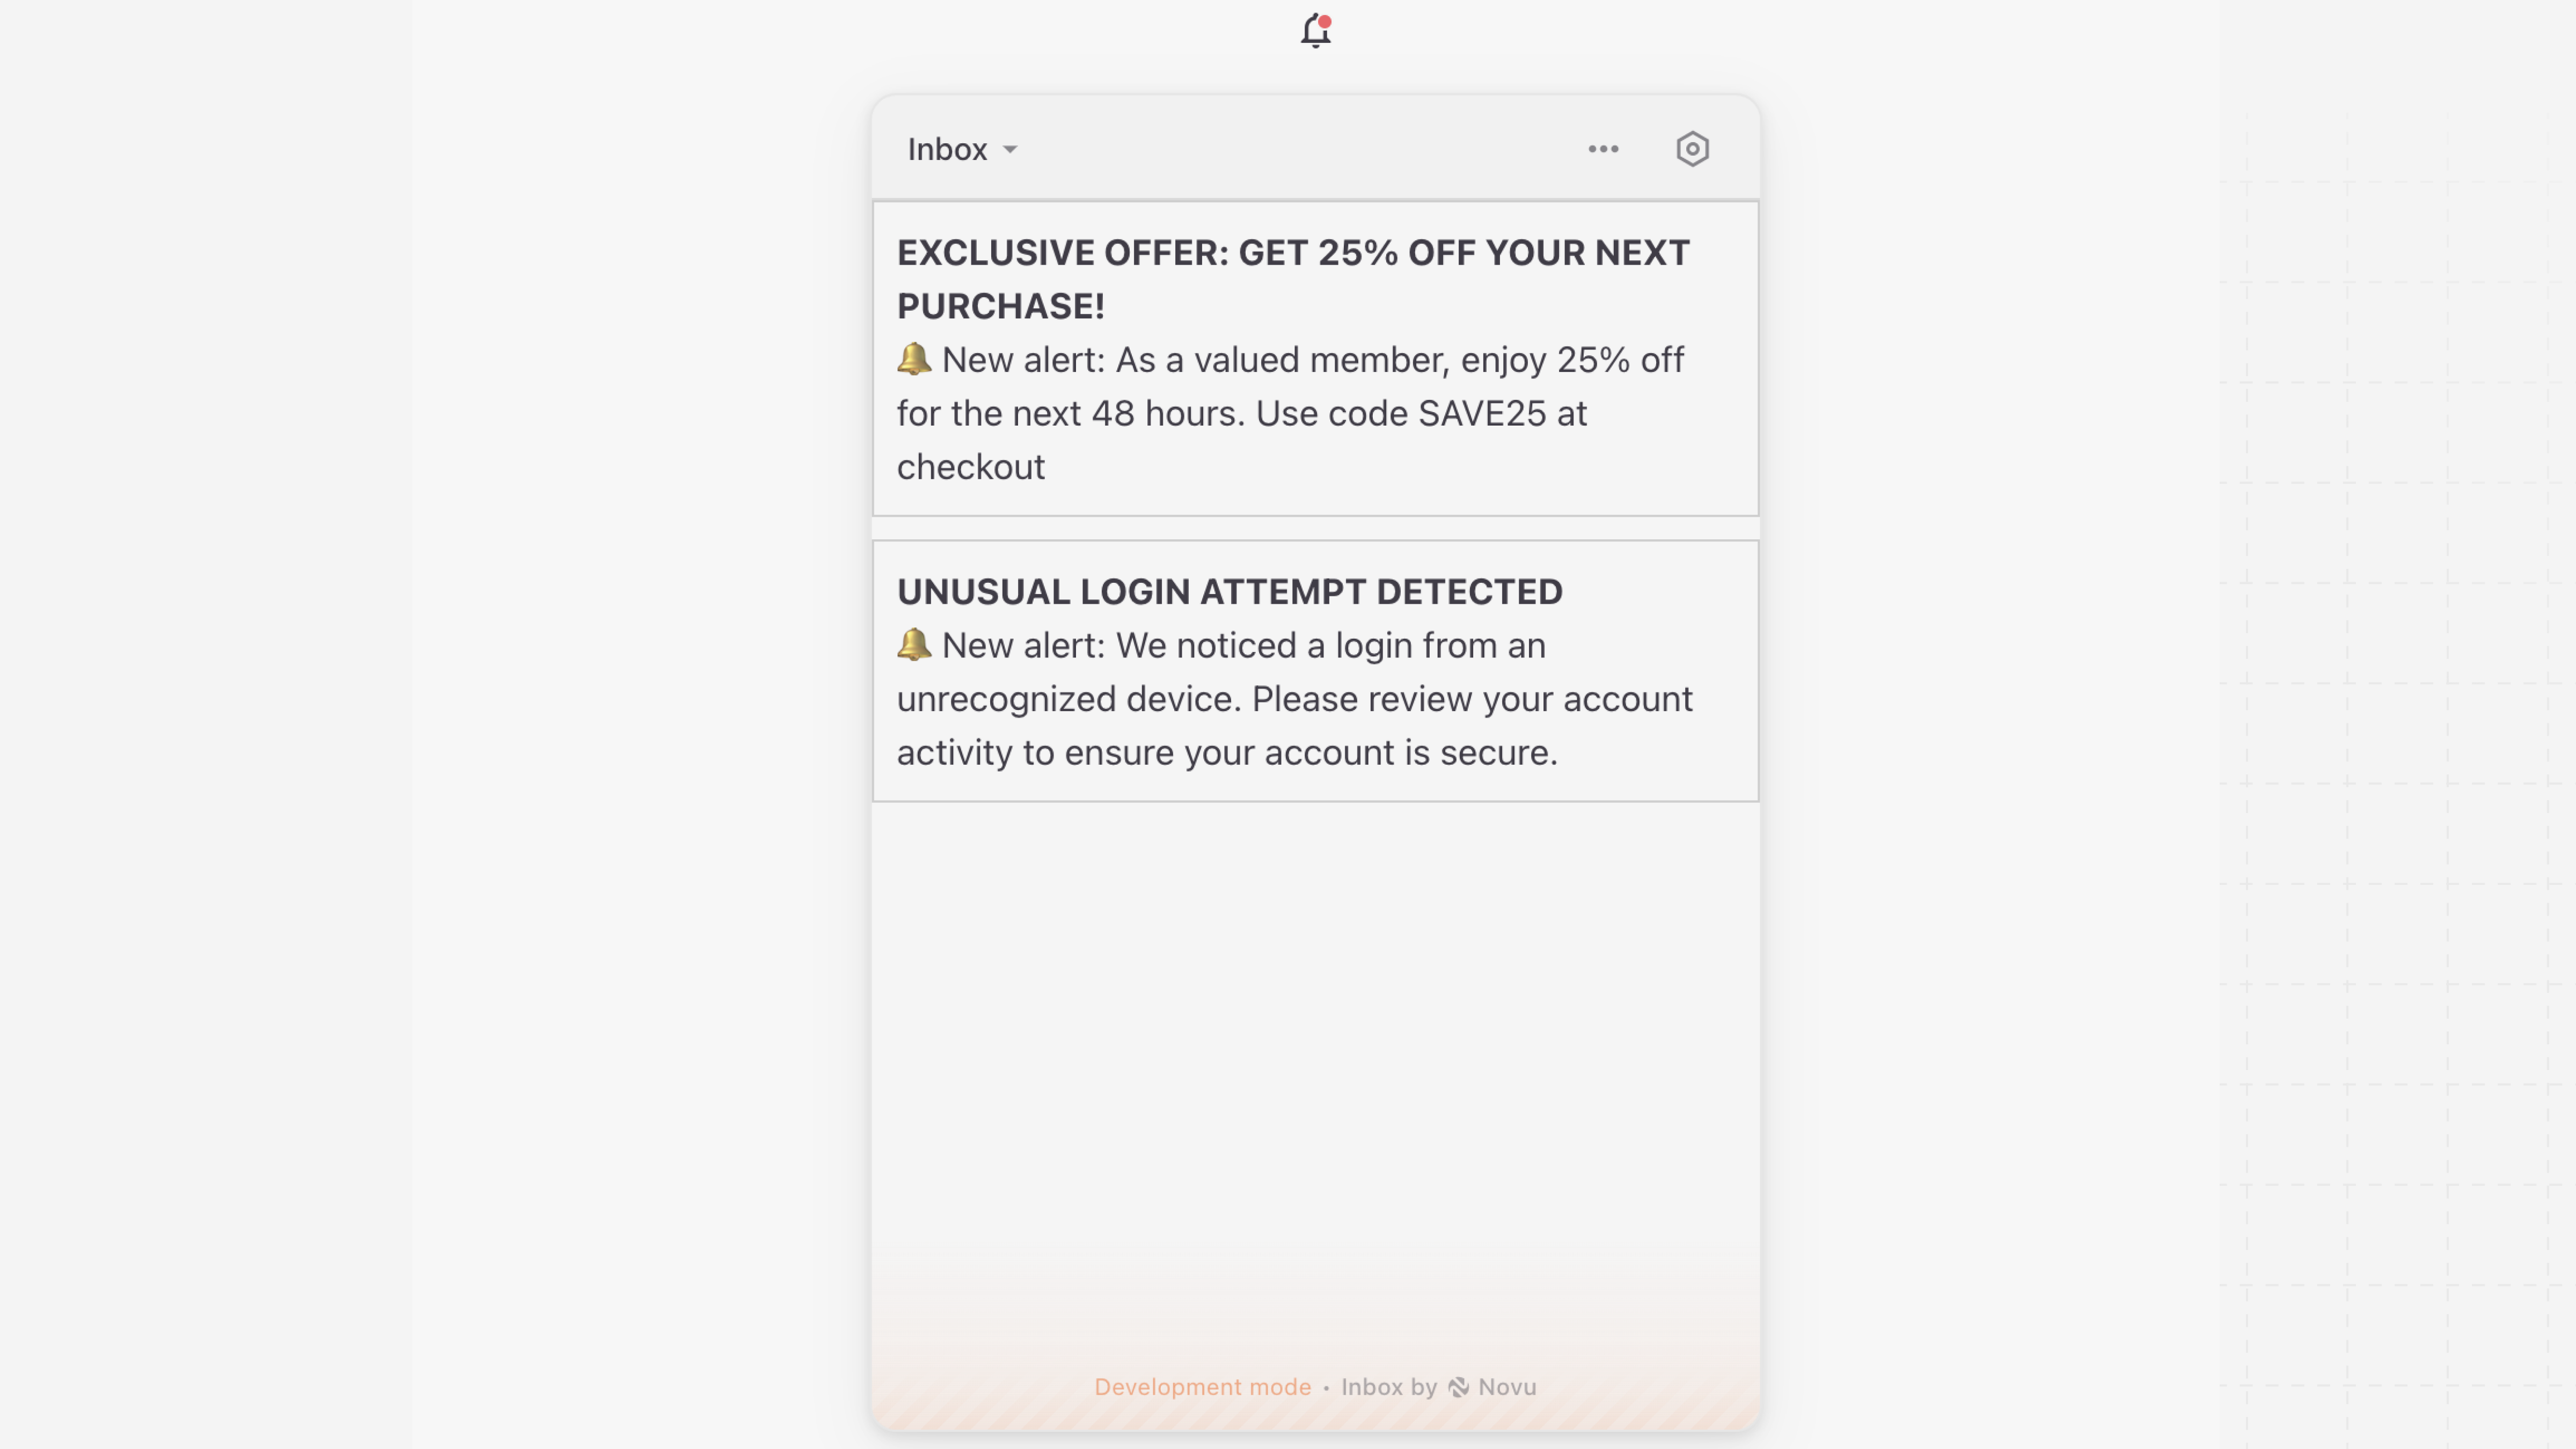 Inbox
EXCLUSIVE OFFER: GET 25% OFF YOUR NEXT
PURCHASE!
🔔 New alert: As a valued member, enjoy 25% off
for the next 48 hours. Use code SAVE25 at
checkout
UNUSUAL LOGIN ATTEMPT DETECTED
🔔 New alert: We noticed a login from an
unrecognized device. Please review your account
activity to ensure your account is secure.
Development mode • Inbox by Novu